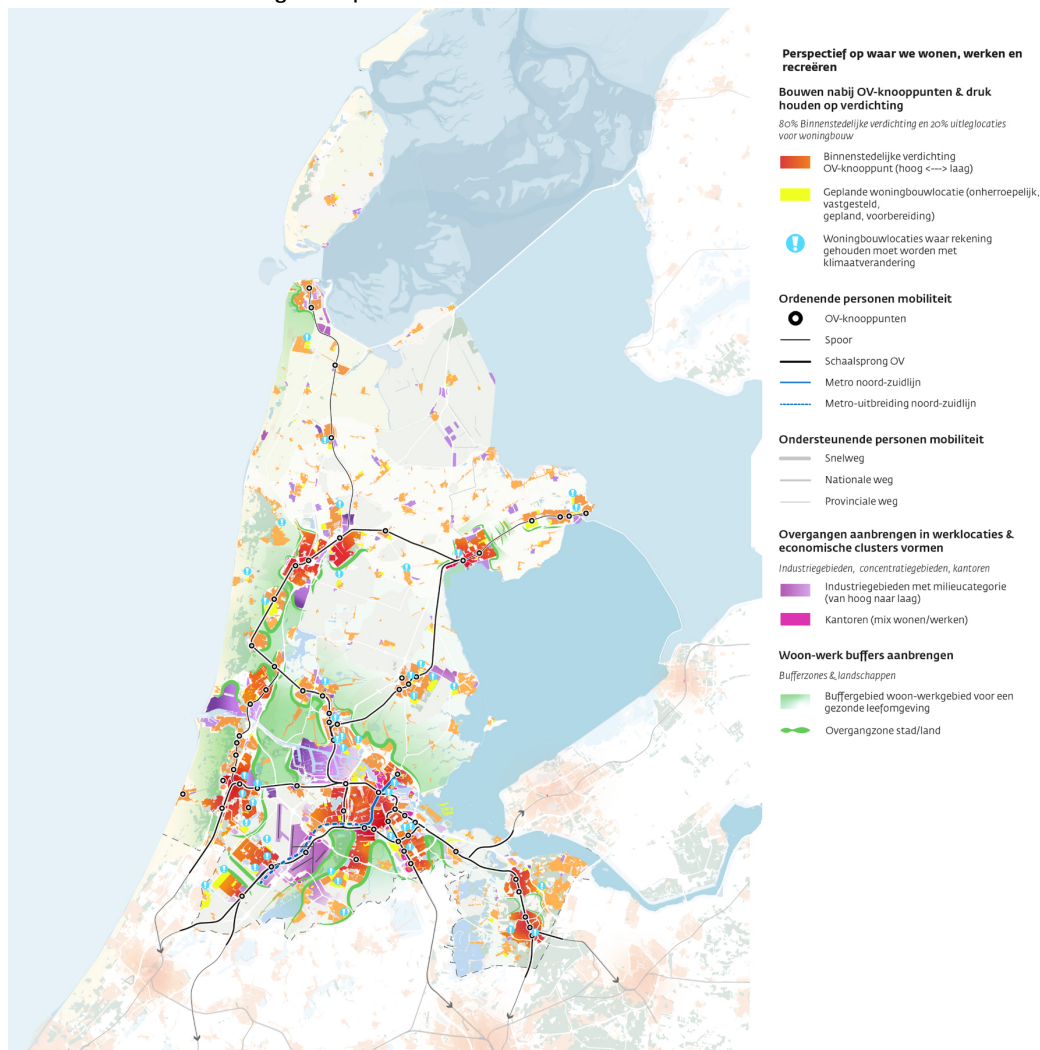 Perspectief op waar we wonen, werken en
recreëren
Bouwen nabij OV-knooppunten & druk
houden op verdichting
80% Binnenstedelijke verdichting en 20% uitleglocaties
voor woningbouw
Binnenstedelijke verdichting
OV-knooppunt (hoog <---> laag)
Geplande woningbouwlocatie (onherroepelijk,
vastgesteld,
gepland, voorbereiding)
Woningbouwlocaties waar rekening
gehouden moet worden met
klimaatverandering
Ordenende personen mobiliteit
OV-knooppunten
Spoor
Schaalsprong OV
Metro noord-zuidlijn
Metro-uitbreiding noord-zuidlijn
Ondersteunende personen mobiliteit
Snelweg
Nationale weg
Provinciale weg
Overgangen aanbrengen in werklocaties &
economische clusters vormen
Industriegebieden, concentratiegebieden, kantoren
Industriegebieden met milieucategorie
(van hoog naar laag)
Kantoren (mix wonen/werken)
Woon-werk buffers aanbrengen
Bufferzones & landschappen
Buffergebied woon-werkgebied voor een
gezonde leefomgeving
Overgangzone stad/land